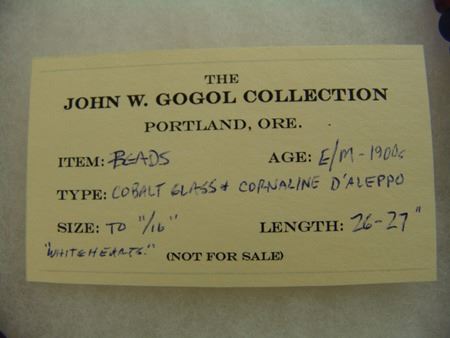 THE
JOHN W. GOGOL COLLECTION
PORTLAND, ORE.
ITEM: BEADS AGE: E/M-1900s
TYPE: COBALT GLASS + CORNALINE D'ALEPPO
SIZE: TO "/16" LENGTH: 26-27"
"WHITEHEARTS." (NOT FOR SALE)